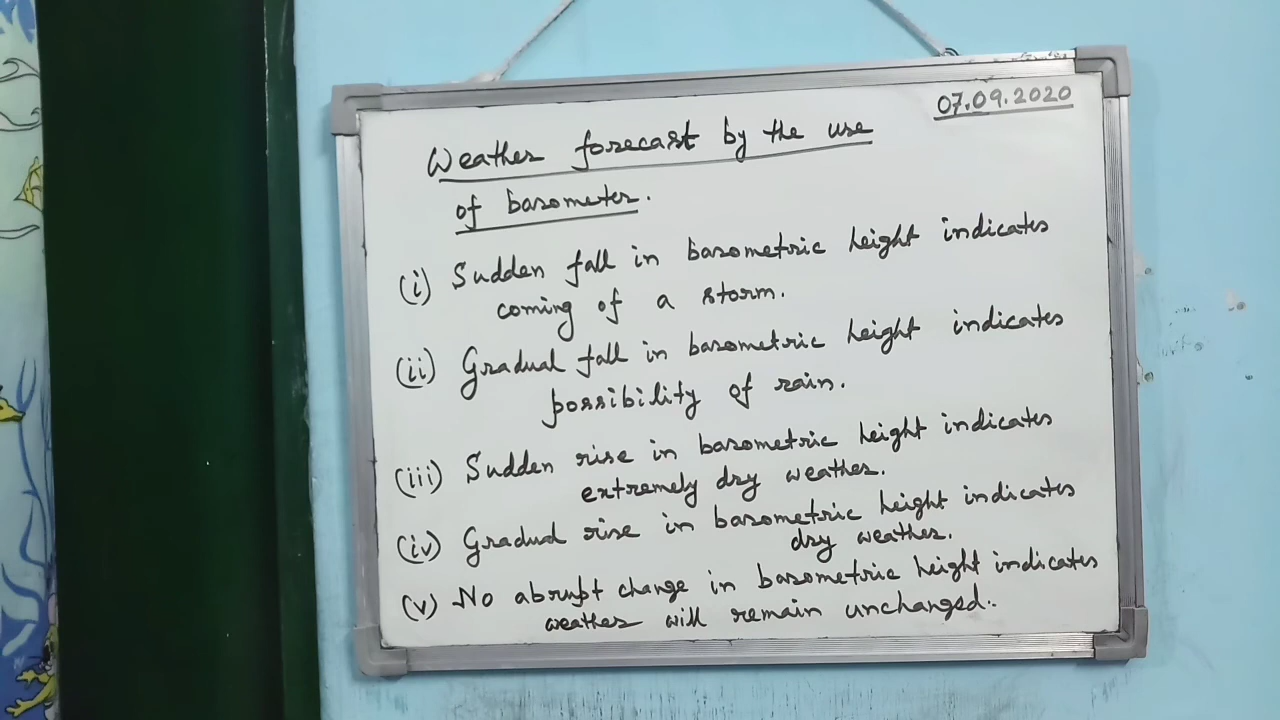 07.09.2020
Weather forecast by the use
of barometer.
(i) Sudden fall in barometric height indicates
coming of a storm.
(ii) Gradual fall in barometric height indicates
possibility of rain.
(iii) Sudden rise in barometric height indicates
extremely dry weather.
(iv) Gradual rise in barometric height indicates
dry weather.
(v) No abrupt change in barometric height indicates
weather will remain unchanged.